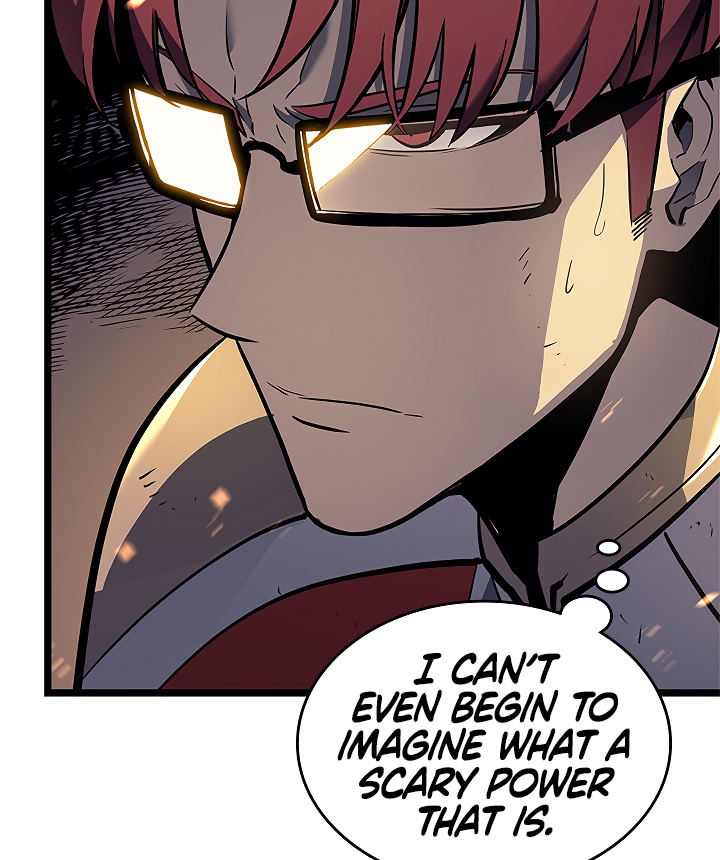 I CAN'T
EVEN BEGIN TO
IMAGINE WHAT A
SCARY POWER
THAT IS.